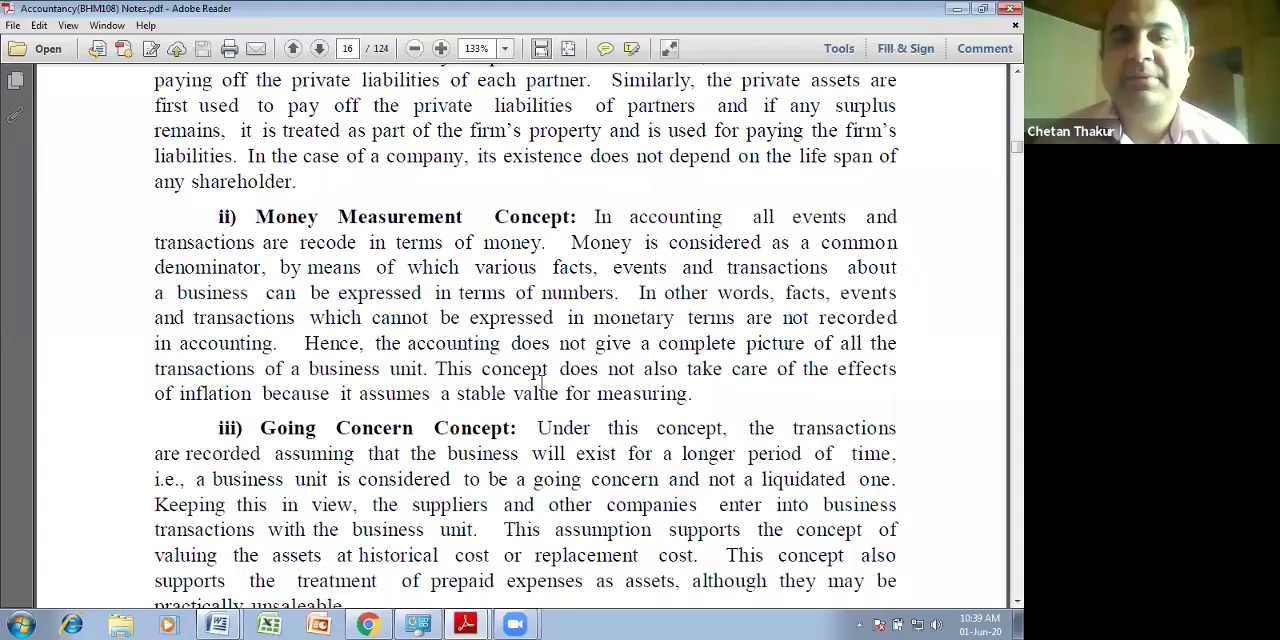 Accountancy(BHM108) Notes.pdf - Adobe Reader
File Edit View Window Help
Open 16 / 124 133% Tools Fill & Sign Comment
paying off the private liabilities of each partner. Similarly, the private assets are
first used to pay off the private liabilities of partners and if any surplus
remains, it is treated as part of the firm's property and is used for paying the firm's
liabilities. In the case of a company, its existence does not depend on the life span of
any shareholder.
ii) Money Measurement Concept: In accounting all events and
transactions are recode in terms of money. Money is considered as a common
denominator, by means of which various facts, events and transactions about
a business can be expressed in terms of numbers. In other words, facts, events
and transactions which cannot be expressed in monetary terms are not recorded
in accounting. Hence, the accounting does not give a complete picture of all the
transactions of a business unit. This concept does not also take care of the effects
of inflation because it assumes a stable value for measuring.
iii) Going Concern Concept: Under this concept, the transactions
are recorded assuming that the business will exist for a longer period of time,
i.e., a business unit is considered to be a going concern and not a liquidated one.
Keeping this in view, the suppliers and other companies enter into business
transactions with the business unit. This assumption supports the concept of
valuing the assets at historical cost or replacement cost. This concept also
supports the treatment of prepaid expenses as assets, although they may be
practically unsaleable.
Chetan Thakur
10:39 AM
01-Jun-20